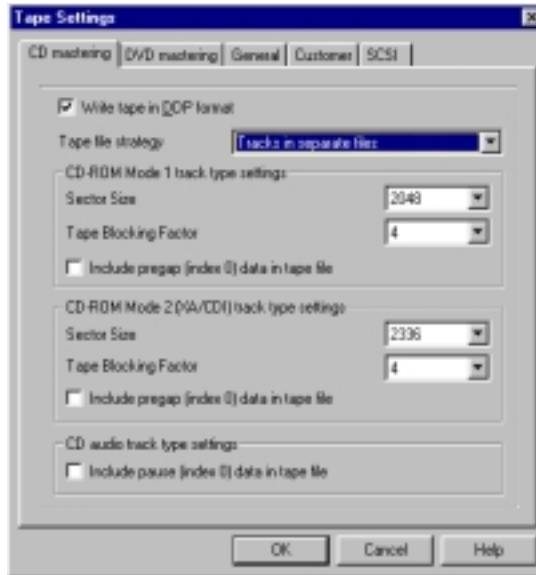 Tape Settings
CD mastering DVD mastering General Customer SCSI
Write tape in DDP format
Tape file strategy Tracks in separate files
CD-ROM Mode 1 track type settings
Sector Size 2048
Tape Blocking Factor 4
Include pregap (index 0) data in tape file
CD-ROM Mode 2 (XA/CDI) track type settings
Sector Size 2336
Tape Blocking Factor 4
Include pregap (index 0) data in tape file
CD audio track type settings
Include pause (index 0) data in tape file
OK Cancel Help